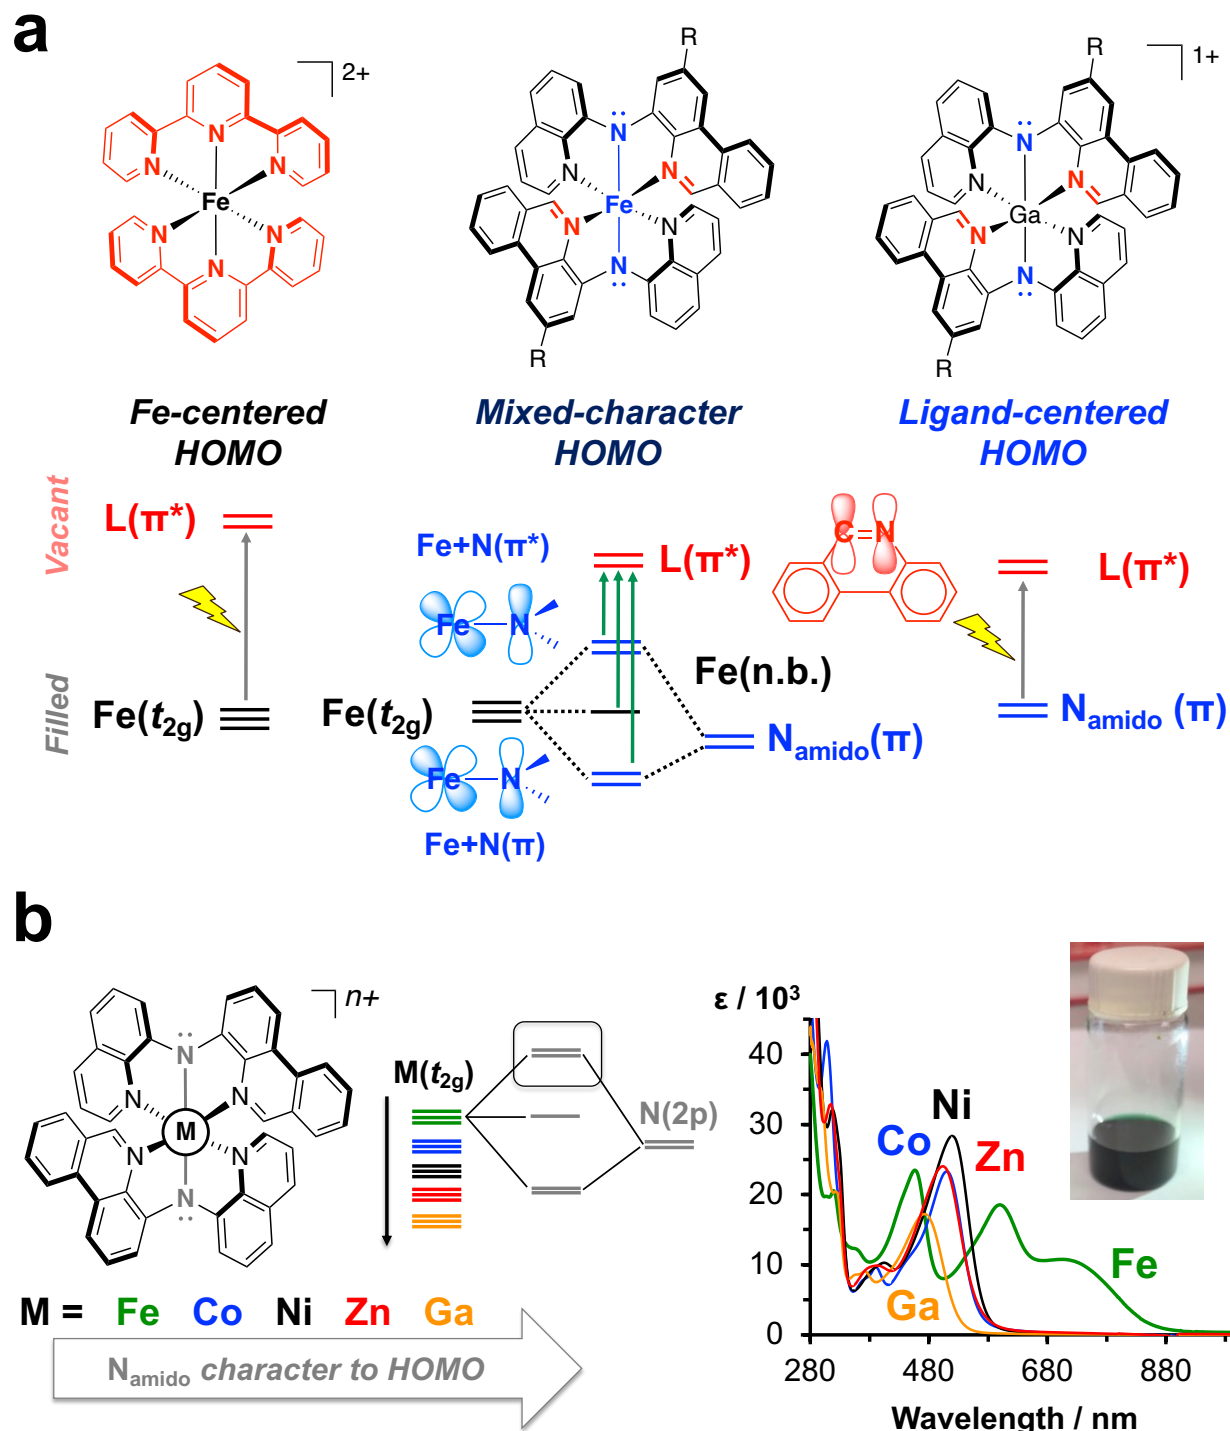 a
2+
N
N
N
Fe
N
N
N
R
N
N
N
Fe
N
N
N
R
R
1+
N
N
N
Ga
N
N
N
R
Fe-centered
HOMO
Mixed-character
HOMO
Ligand-centered
HOMO
Vacant
Filled
L(π*)
Fe(t2g)
Fe+N(π*)
Fe N
L(π*)
Fe(n.b.)
Fe(t2g)
Namido(π)
Fe N
Fe+N(π)
C=N
L(π*)
Namido (π)
b
n+
N
N
N
M
N
N
N
M(t2g)
N(2p)
M = Fe Co Ni Zn Ga
Namido character to HOMO
ε / 10³
40
30
20
10
0
Co
Ni
Zn
Ga
Fe
280 480 680 880
Wavelength / nm